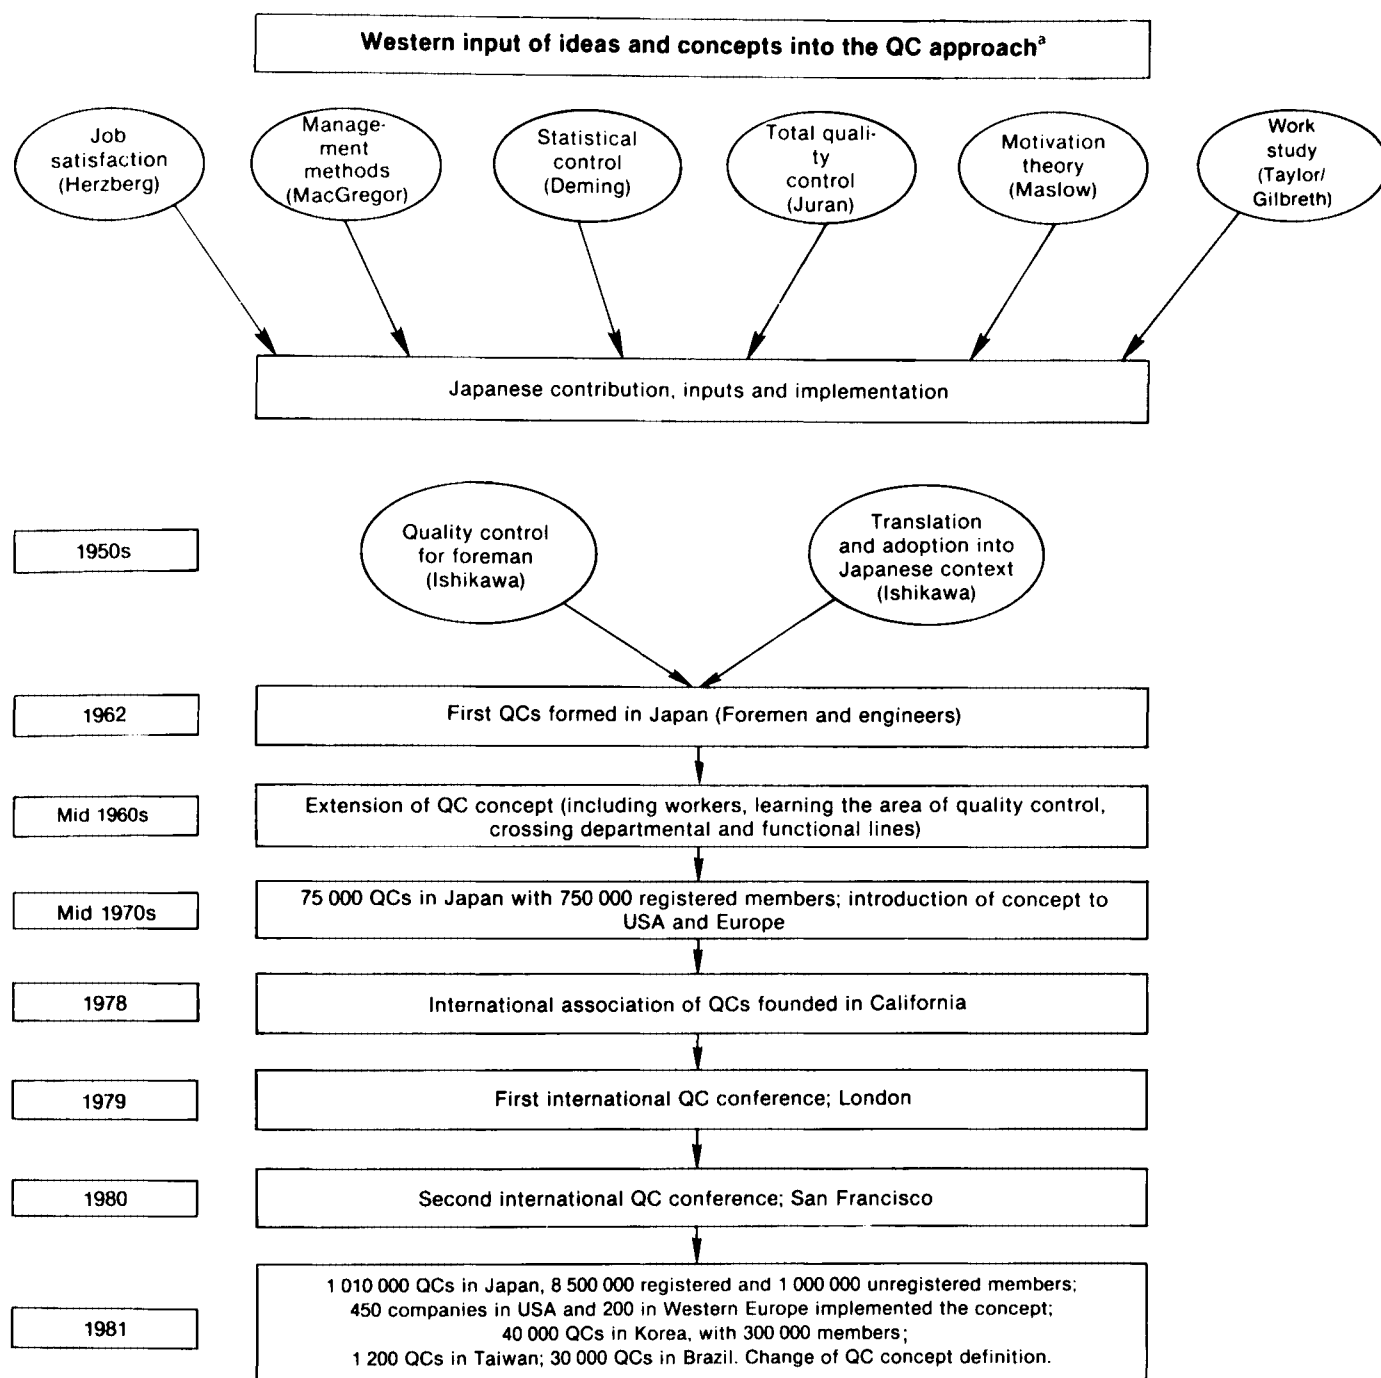 Western input of ideas and concepts into the QC approachᵃ
Job
satisfaction
(Herzberg)
Manage-
ment
methods
(MacGregor)
Statistical
control
(Deming)
Total quali-
ty
control
(Juran)
Motivation
theory
(Maslow)
Work
study
(Taylor/
Gilbreth)
Japanese contribution, inputs and implementation
1950s
Quality control
for foreman
(Ishikawa)
Translation
and adoption into
Japanese context
(Ishikawa)
1962
First QCs formed in Japan (Foremen and engineers)
Mid 1960s
Extension of QC concept (including workers, learning the area of quality control,
crossing departmental and functional lines)
Mid 1970s
75 000 QCs in Japan with 750 000 registered members; introduction of concept to
USA and Europe
1978
International association of QCs founded in California
1979
First international QC conference; London
1980
Second international QC conference; San Francisco
1981
1 010 000 QCs in Japan, 8 500 000 registered and 1 000 000 unregistered members;
450 companies in USA and 200 in Western Europe implemented the concept;
40 000 QCs in Korea, with 300 000 members;
1 200 QCs in Taiwan; 30 000 QCs in Brazil. Change of QC concept definition.